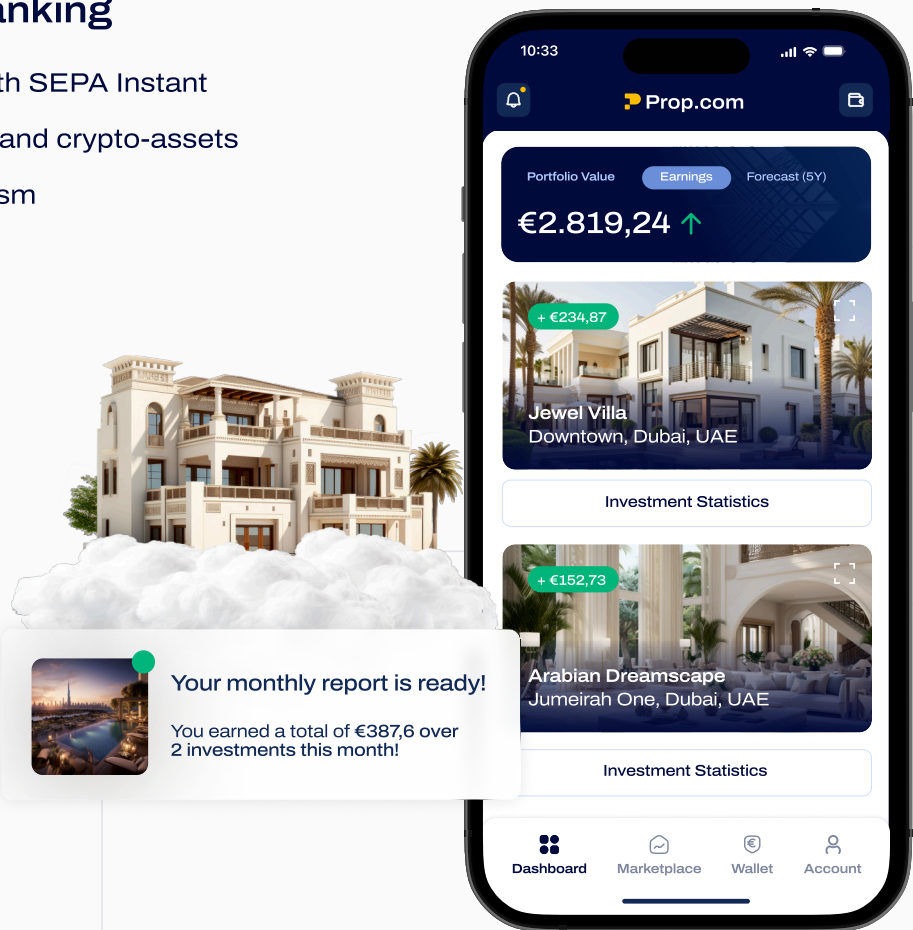 anking
th SEPA Instant
and crypto-assets
sm
10:33
Prop.com
Portfolio Value Earnings Forecast (5Y)
€2.819,24
+ €234,87
Jewel Villa
Downtown, Dubai, UAE
Investment Statistics
+ €152,73
Arabian Dreamscape
Jumeirah One, Dubai, UAE
Investment Statistics
Your monthly report is ready!
You earned a total of €387,6 over
2 investments this month!
Dashboard Marketplace Wallet Account